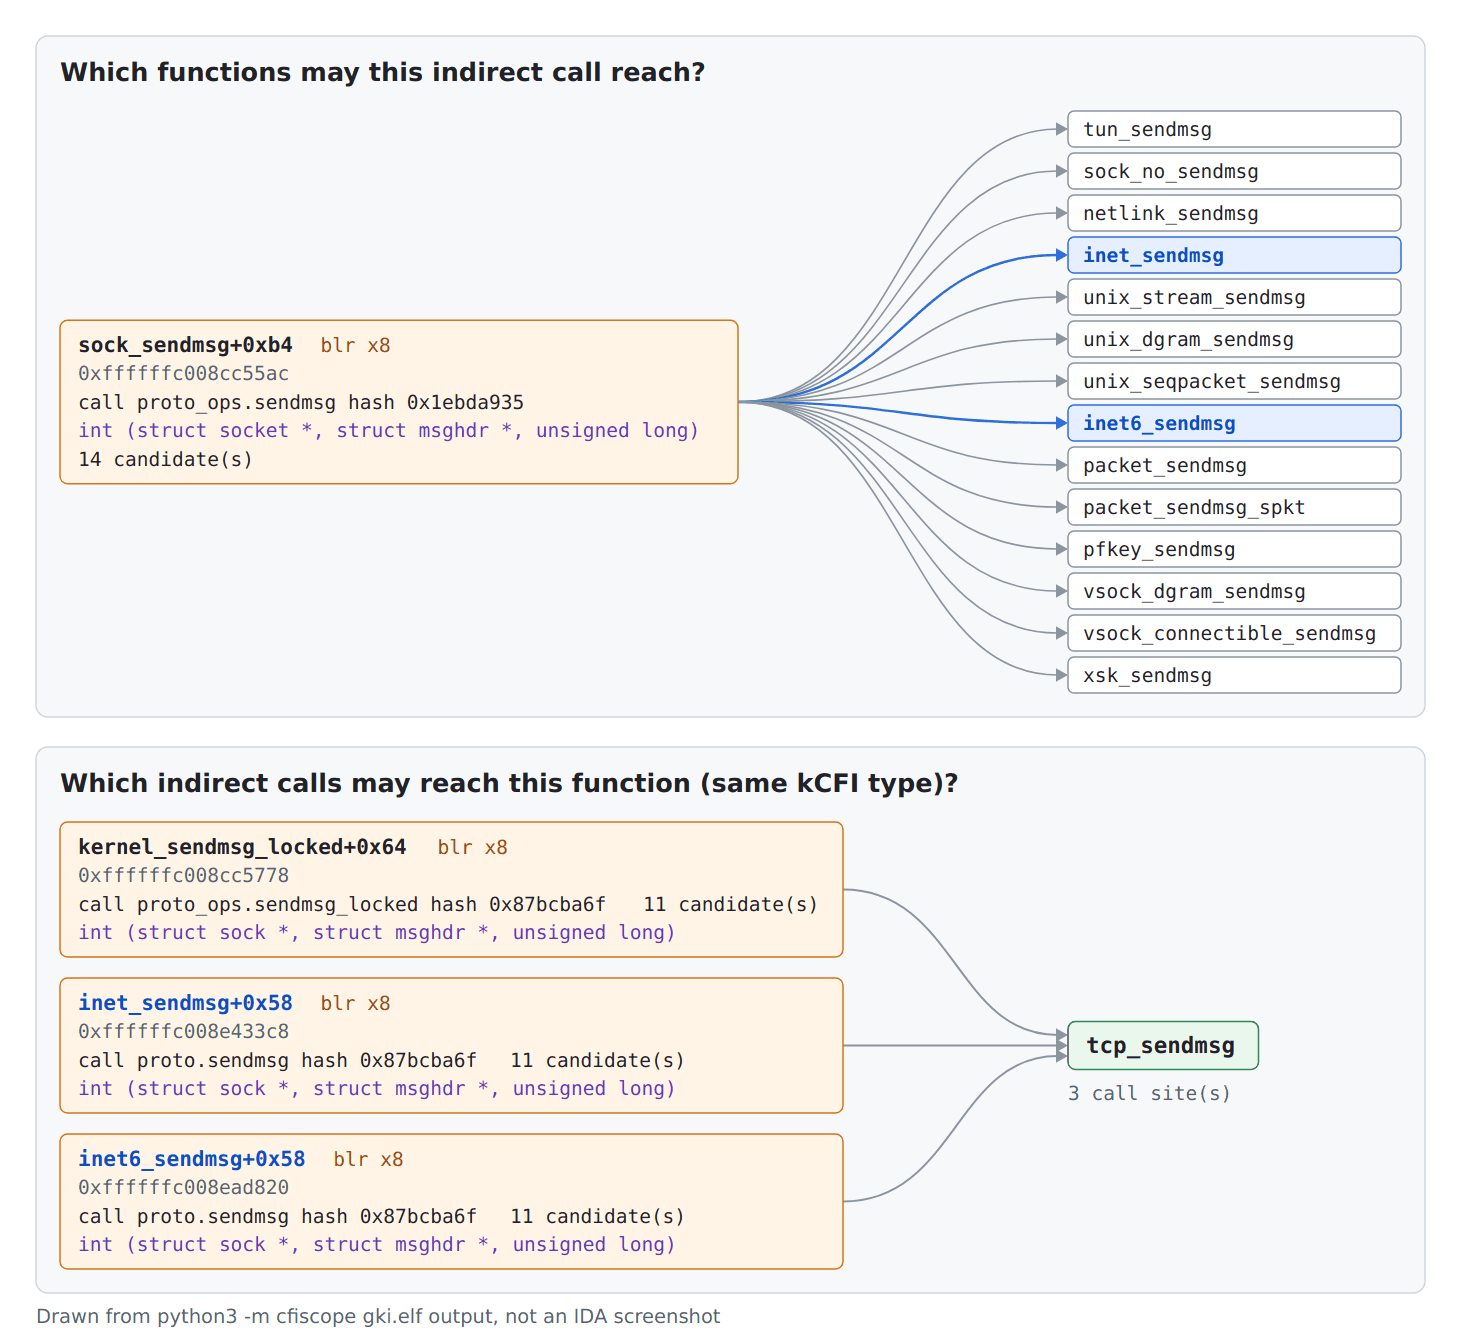 Which functions may this indirect call reach?
sock_sendmsg+0xb4 blr x8
0xffffffc008cc55ac
call proto_ops.sendmsg hash 0x1ebda935
int (struct socket *, struct msghdr *, unsigned long)
14 candidate(s)
tun_sendmsg
sock_no_sendmsg
netlink_sendmsg
inet_sendmsg
unix_stream_sendmsg
unix_dgram_sendmsg
unix_seqpacket_sendmsg
inet6_sendmsg
packet_sendmsg
packet_sendmsg_spkt
pfkey_sendmsg
vsock_dgram_sendmsg
vsock_connectible_sendmsg
xsk_sendmsg
Which indirect calls may reach this function (same kCFI type)?
kernel_sendmsg_locked+0x64 blr x8
0xffffffc008cc5778
call proto_ops.sendmsg_locked hash 0x87bcba6f 11 candidate(s)
int (struct sock *, struct msghdr *, unsigned long)
inet_sendmsg+0x58 blr x8
0xffffffc008e433c8
call proto.sendmsg hash 0x87bcba6f 11 candidate(s)
int (struct sock *, struct msghdr *, unsigned long)
inet6_sendmsg+0x58 blr x8
0xffffffc008ead820
call proto.sendmsg hash 0x87bcba6f 11 candidate(s)
int (struct sock *, struct msghdr *, unsigned long)
tcp_sendmsg
3 call site(s)
Drawn from python3 -m cfiscope gki.elf output, not an IDA screenshot